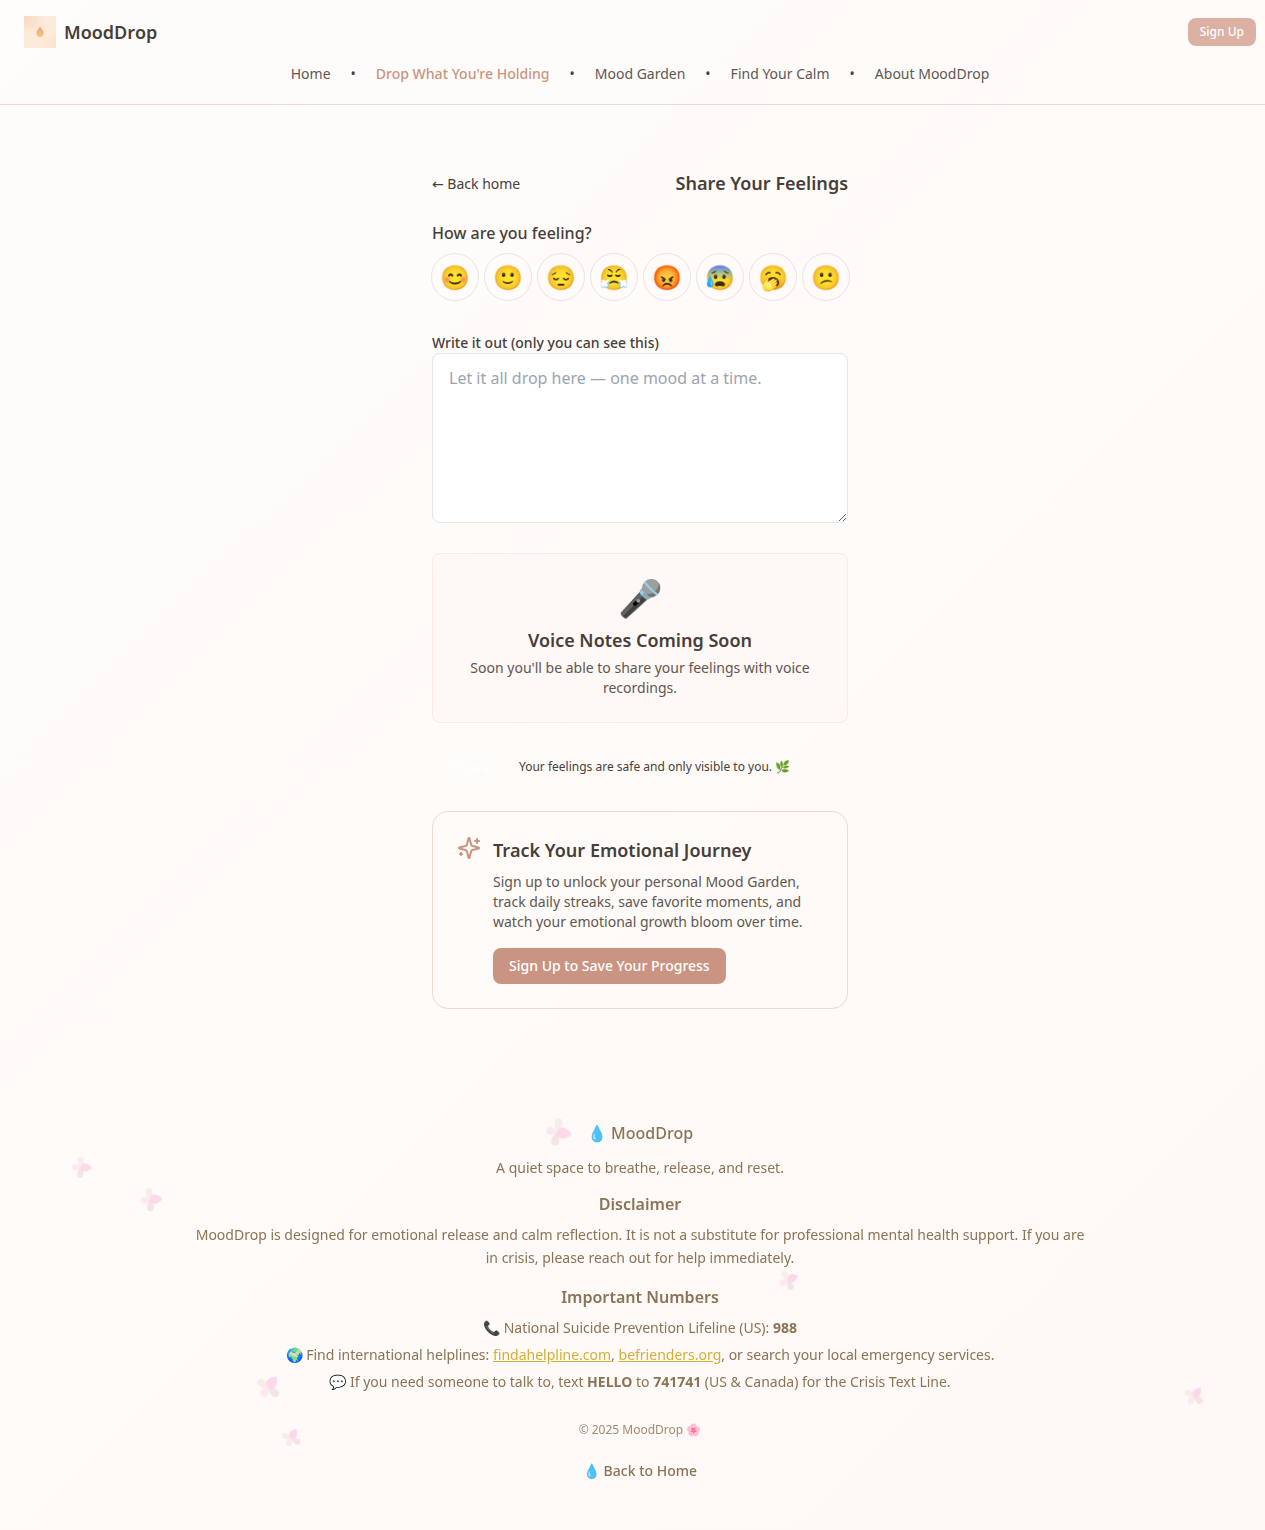 MoodDrop
Sign Up
Home • Drop What You're Holding • Mood Garden • Find Your Calm • About MoodDrop
← Back home
Share Your Feelings
How are you feeling?
Write it out (only you can see this)
Let it all drop here — one mood at a time.
Voice Notes Coming Soon
Soon you'll be able to share your feelings with voice
recordings.
Your feelings are safe and only visible to you. 🌿
Track Your Emotional Journey
Sign up to unlock your personal Mood Garden,
track daily streaks, save favorite moments, and
watch your emotional growth bloom over time.
Sign Up to Save Your Progress
💧 MoodDrop
A quiet space to breathe, release, and reset.
Disclaimer
MoodDrop is designed for emotional release and calm reflection. It is not a substitute for professional mental health support. If you are
in crisis, please reach out for help immediately.
Important Numbers
📞 National Suicide Prevention Lifeline (US): 988
🌍 Find international helplines: findahelpline.com, befrienders.org, or search your local emergency services.
💬 If you need someone to talk to, text HELLO to 741741 (US & Canada) for the Crisis Text Line.
© 2025 MoodDrop 🌸
💧 Back to Home